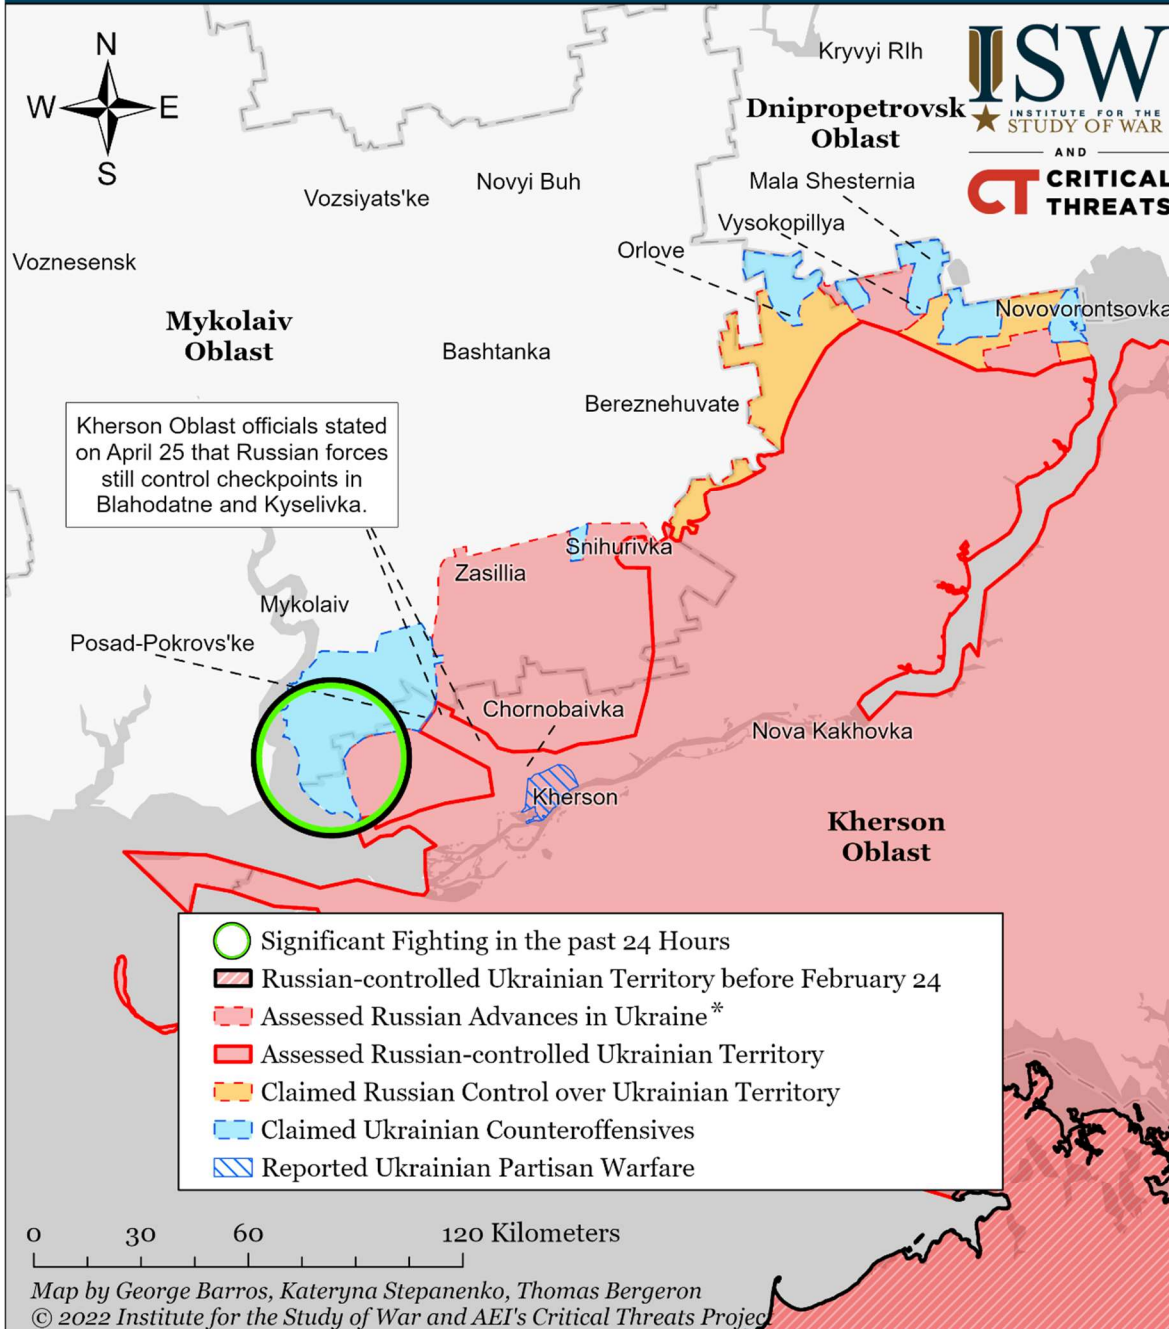 N
W E
S
Kryvyi RIh
ISW
INSTITUTE FOR THE
STUDY OF WAR
AND
CT CRITICAL
THREATS
Dnipropetrovsk
Oblast
Vozsiyats'ke
Novyi Buh
Mala Shesternia
Vysokopillya
Orlove
Voznesensk
Mykolaiv
Oblast
Novovorontsovka
Bashtanka
Bereznehuvate
Kherson Oblast officials stated
on April 25 that Russian forces
still control checkpoints in
Blahodatne and Kyselivka.
Snihurivka
Zasillia
Mykolaiv
Posad-Pokrovs'ke
Chornobaivka
Nova Kakhovka
Kherson
Kherson
Oblast
Significant Fighting in the past 24 Hours
Russian-controlled Ukrainian Territory before February 24
Assessed Russian Advances in Ukraine*
Assessed Russian-controlled Ukrainian Territory
Claimed Russian Control over Ukrainian Territory
Claimed Ukrainian Counteroffensives
Reported Ukrainian Partisan Warfare
0 30 60 120 Kilometers
Map by George Barros, Kateryna Stepanenko, Thomas Bergeron
© 2022 Institute for the Study of War and AEI's Critical Threats Project